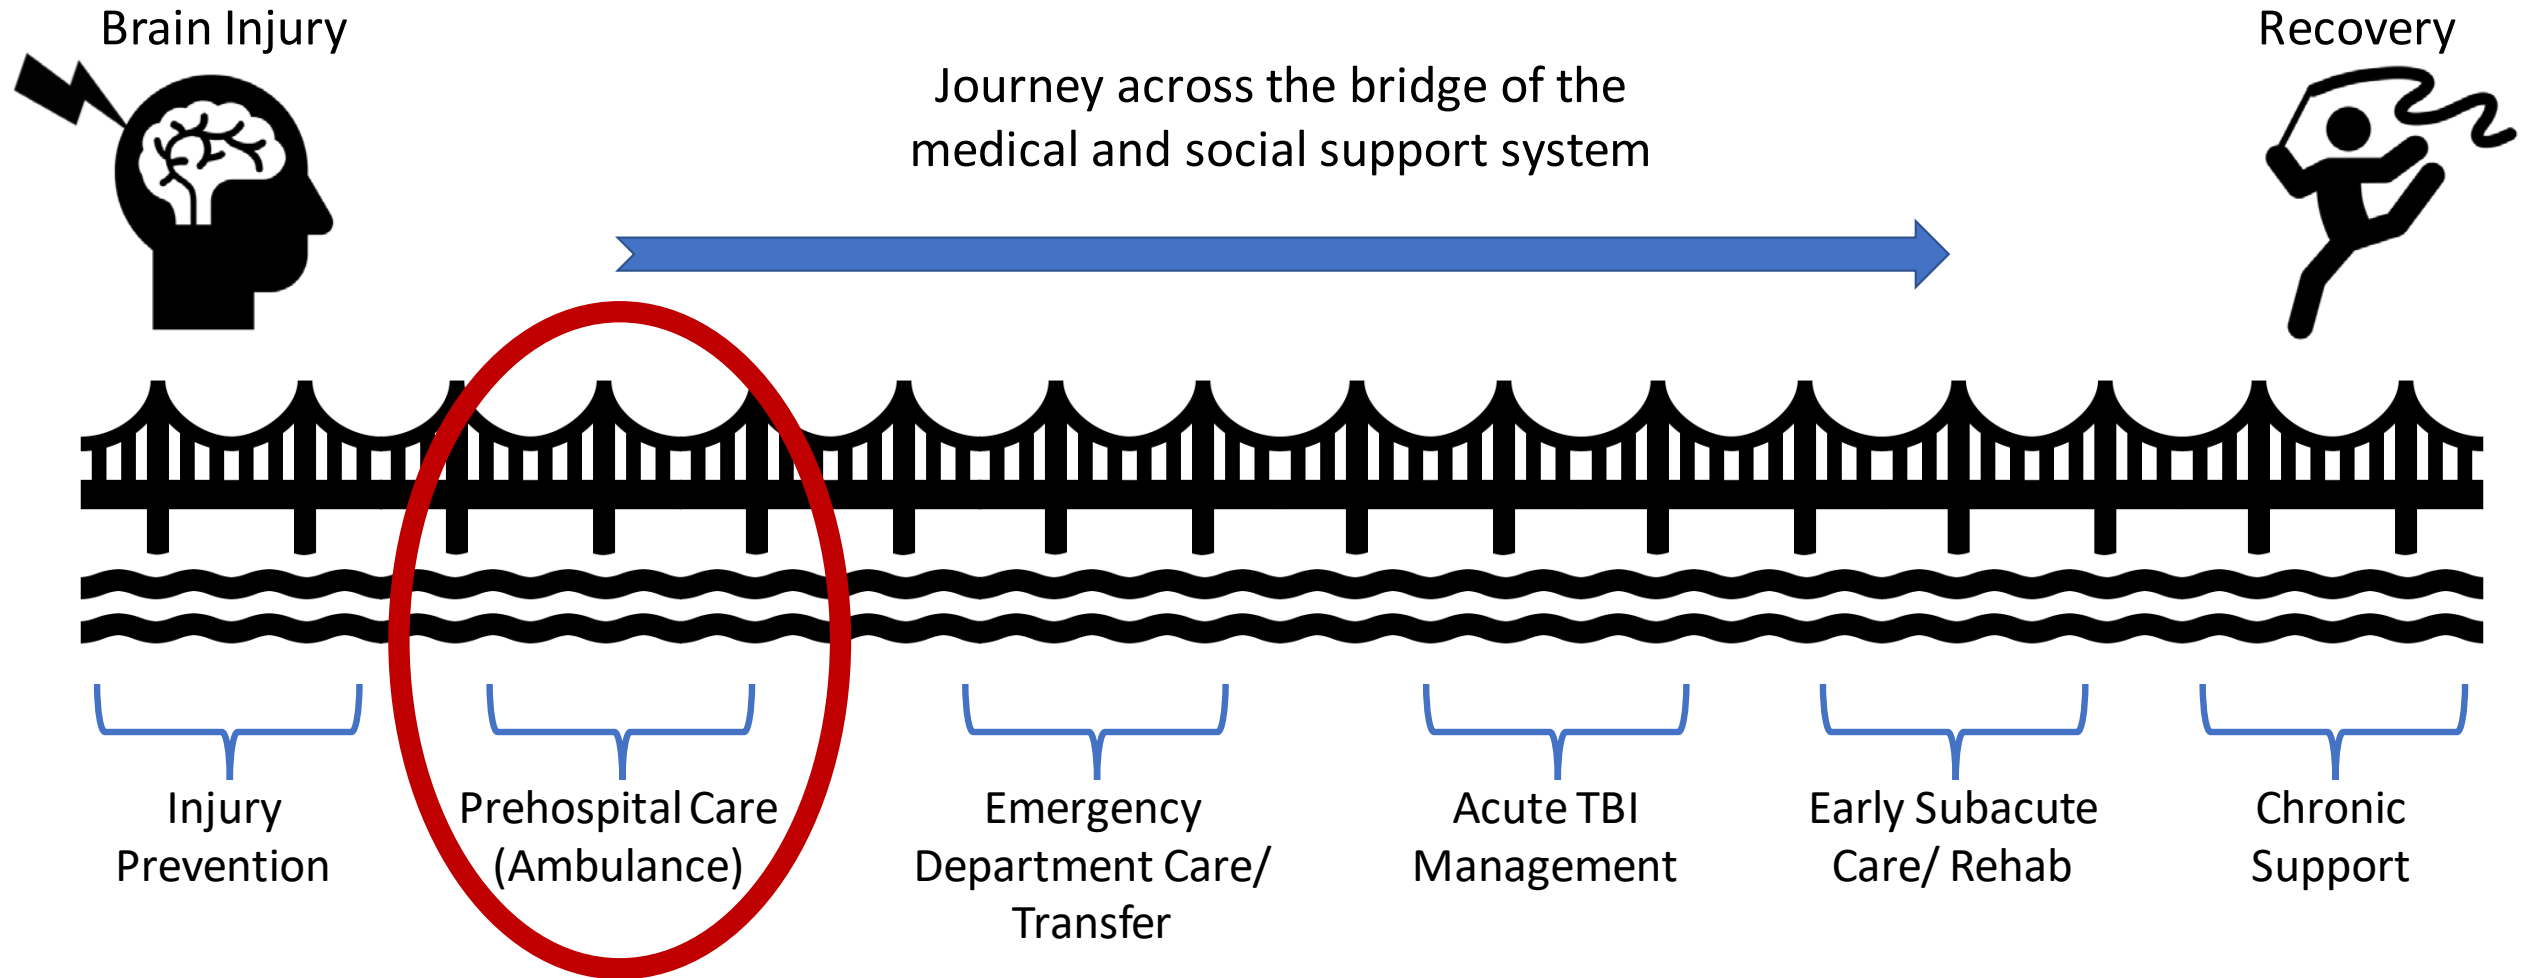 Brain Injury
Recovery
Journey across the bridge of the
medical and social support system
Injury
Prevention
Prehospital Care
(Ambulance)
Emergency
Department Care/
Transfer
Acute TBI
Management
Early Subacute
Care/ Rehab
Chronic
Support